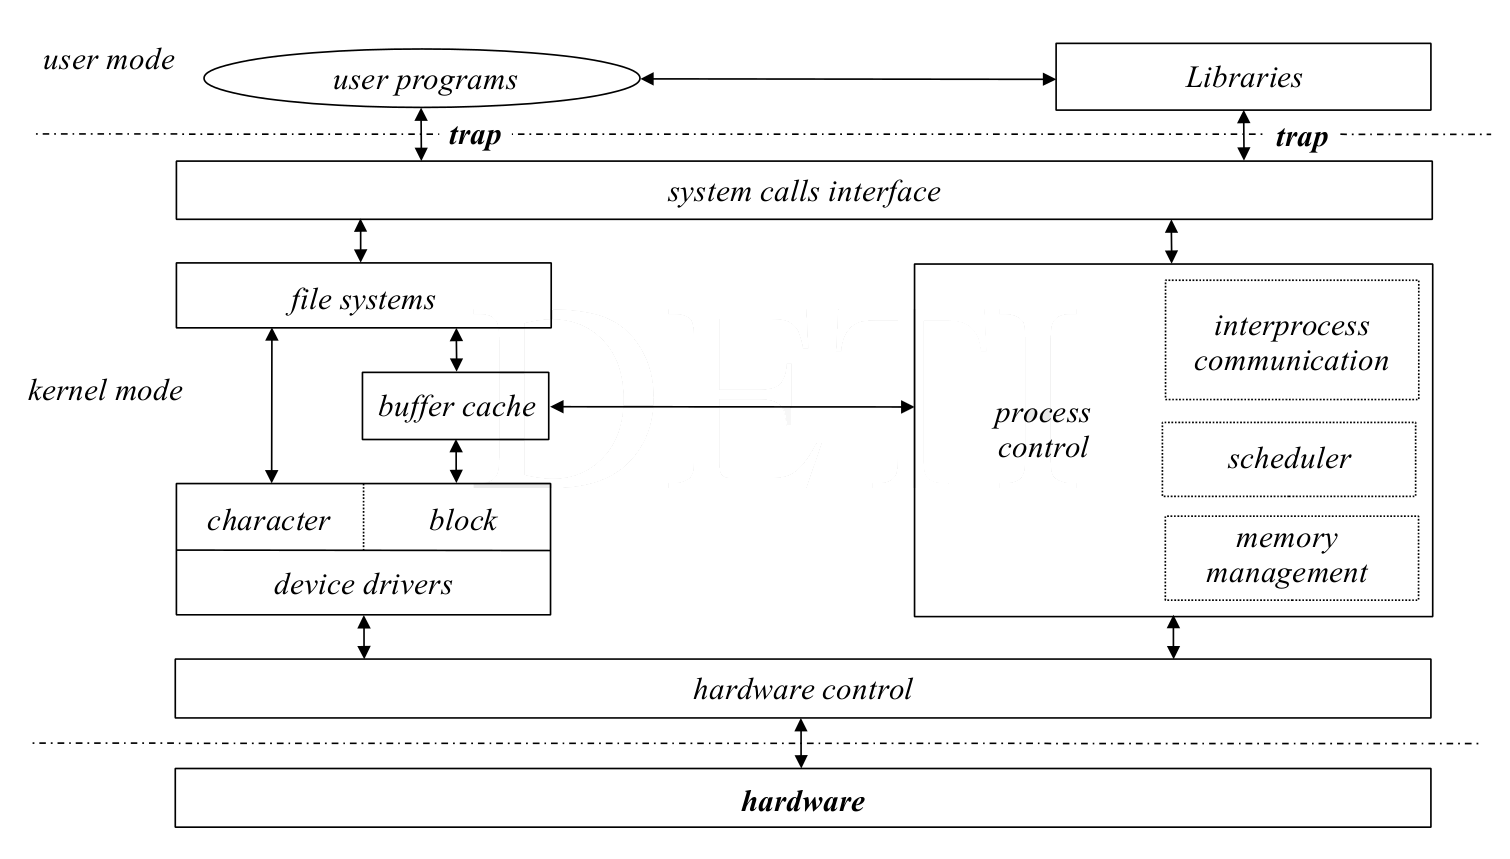 user mode
user programs
Libraries
trap
trap
system calls interface
file systems
interprocess
communication
kernel mode
buffer cache
process
control
scheduler
character
block
memory
management
device drivers
hardware control
hardware
DETI